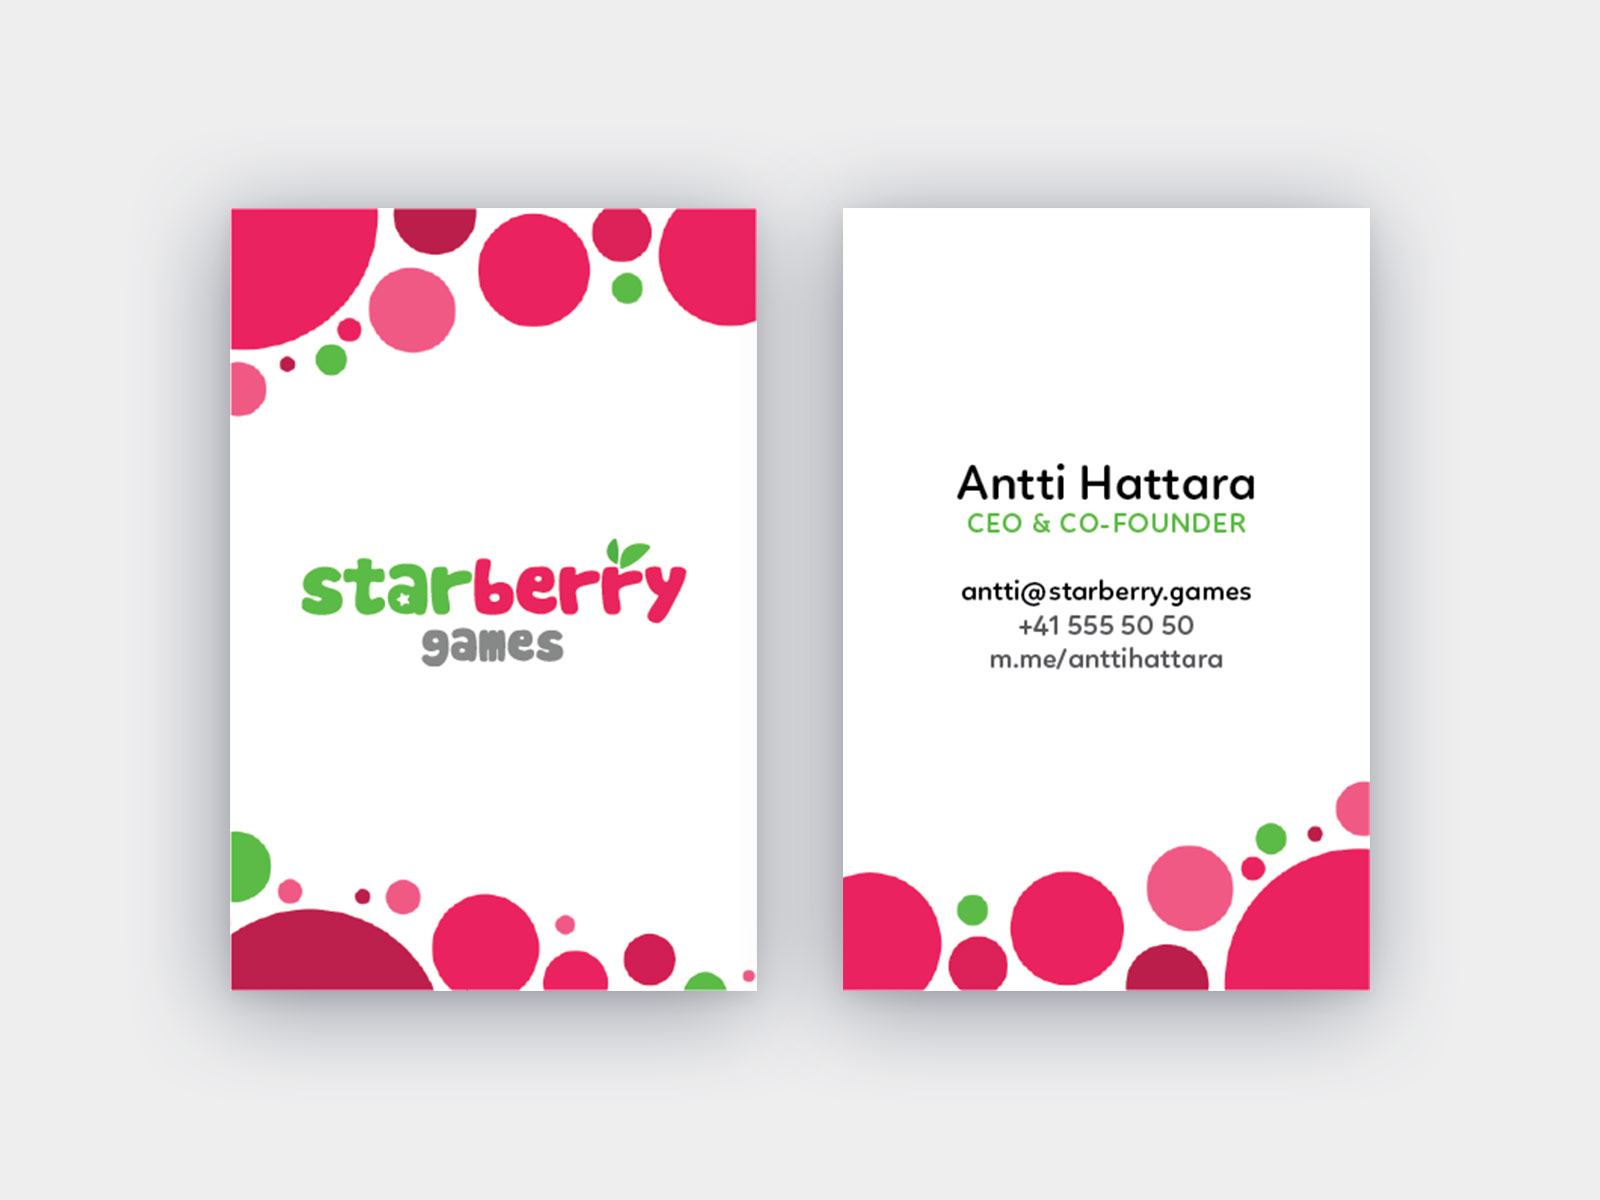 starberry
games
Antti Hattara
CEO & CO-FOUNDER
antti@starberry.games
+41 555 50 50
m.me/anttihattara